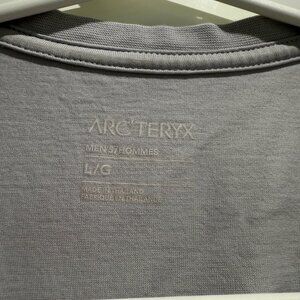 ARC'TERYX
MEN'S/HOMMES
L/G
MADE IN THAILAND
FABRIQUÉ EN THAÏLANDE